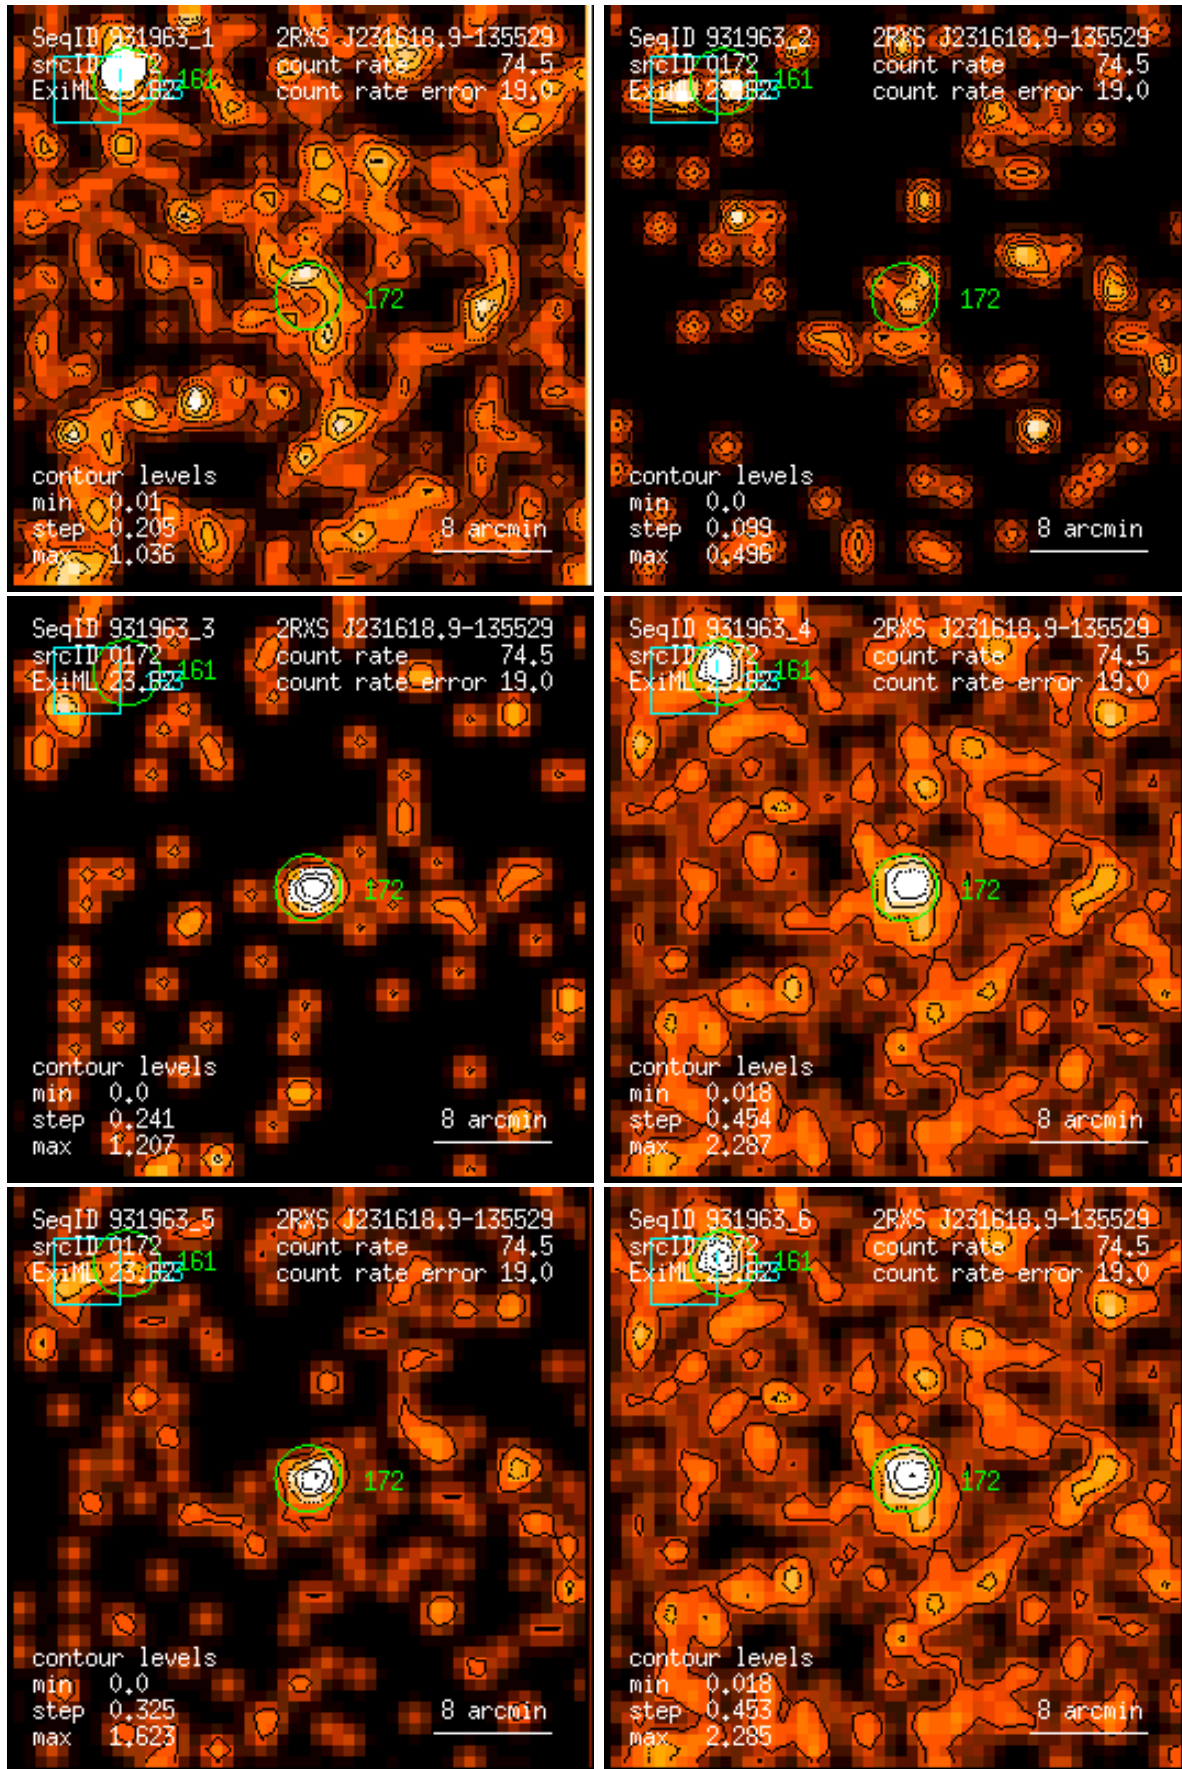 SeqID 931963_1 2RXS J231618.9-135529
srcID 0172 count rate 74.5
ExiML 23.82 161 count rate error 19.0
172
contour levels
min 0.01
step 0.205 8 arcmin
max 1.036
SeqID 931963_2 2RXS J231618.9-135529
srcID 0172 count rate 74.5
ExiML 161 count rate error 19.0
172
contour levels
min 0.0
step 0.099 8 arcmin
max 0.496
SeqID 931963_3 2RXS J231618.9-135529
srcID 0172 count rate 74.5
ExiML 161 count rate error 19.0
172
contour levels
min 0.0
step 0.241 8 arcmin
max 1.207
SeqID 931963_4 2RXS J231618.9-135529
srcID 0172 count rate 74.5
ExiML 161 count rate error 19.0
172
contour levels
min 0.018
step 0.454 8 arcmin
max 2.287
SeqID 931963_5 2RXS J231618.9-135529
srcID 0172 count rate 74.5
ExiML 161 count rate error 19.0
172
contour levels
min 0.0
step 0.325 8 arcmin
max 1.623
SeqID 931963_6 2RXS J231618.9-135529
srcID 0172 count rate 74.5
ExiML 161 count rate error 19.0
172
contour levels
min 0.018
step 0.453 8 arcmin
max 2.285